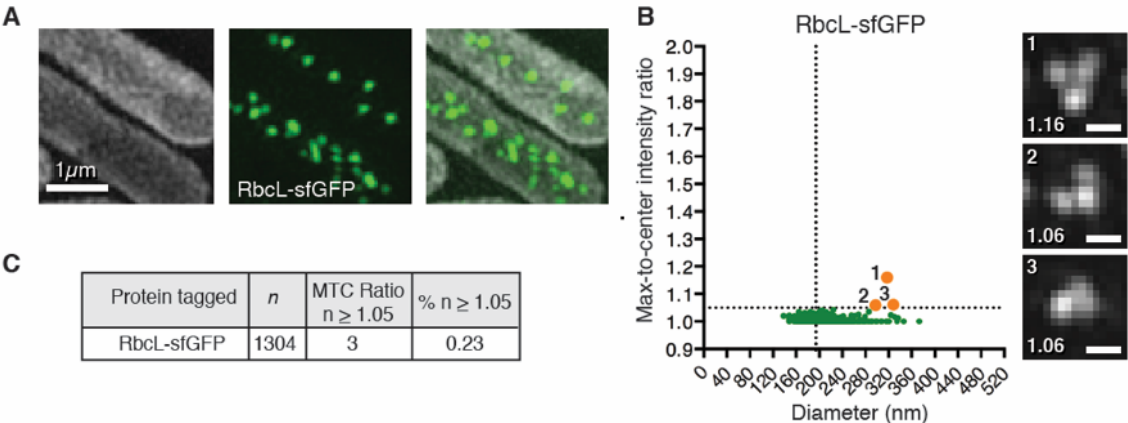 A
1µm
RbcL-sfGFP
B
RbcL-sfGFP
Max-to-center intensity ratio
2.0
1.9
1.8
1.7
1.6
1.5
1.4
1.3
1.2
1.1
1.0
0.9
1
2
3
0 40 80 120 160 200 240 280 320 360 400 440 480 520
Diameter (nm)
1
1.16
2
1.06
3
1.06
C
Protein tagged n MTC Ratio n ≥ 1.05 % n ≥ 1.05
RbcL-sfGFP 1304 3 0.23